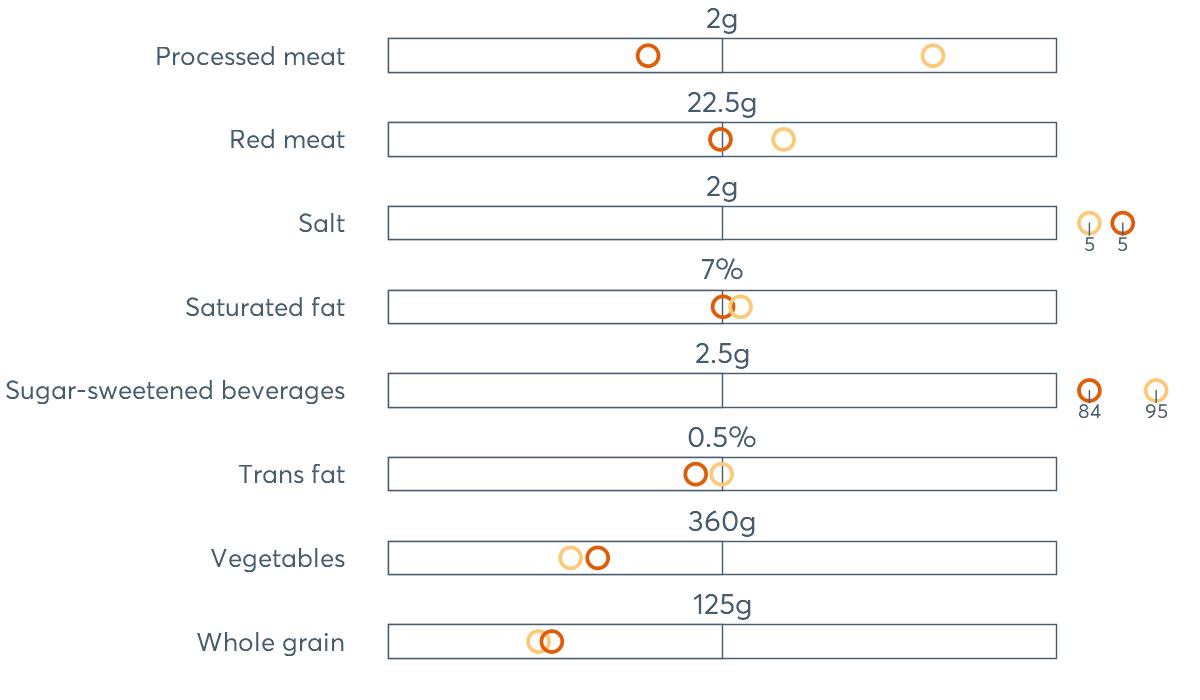 2g
Processed meat
22.5g
Red meat
2g
Salt
5 5
7%
Saturated fat
2.5g
Sugar-sweetened beverages
84 95
0.5%
Trans fat
360g
Vegetables
125g
Whole grain